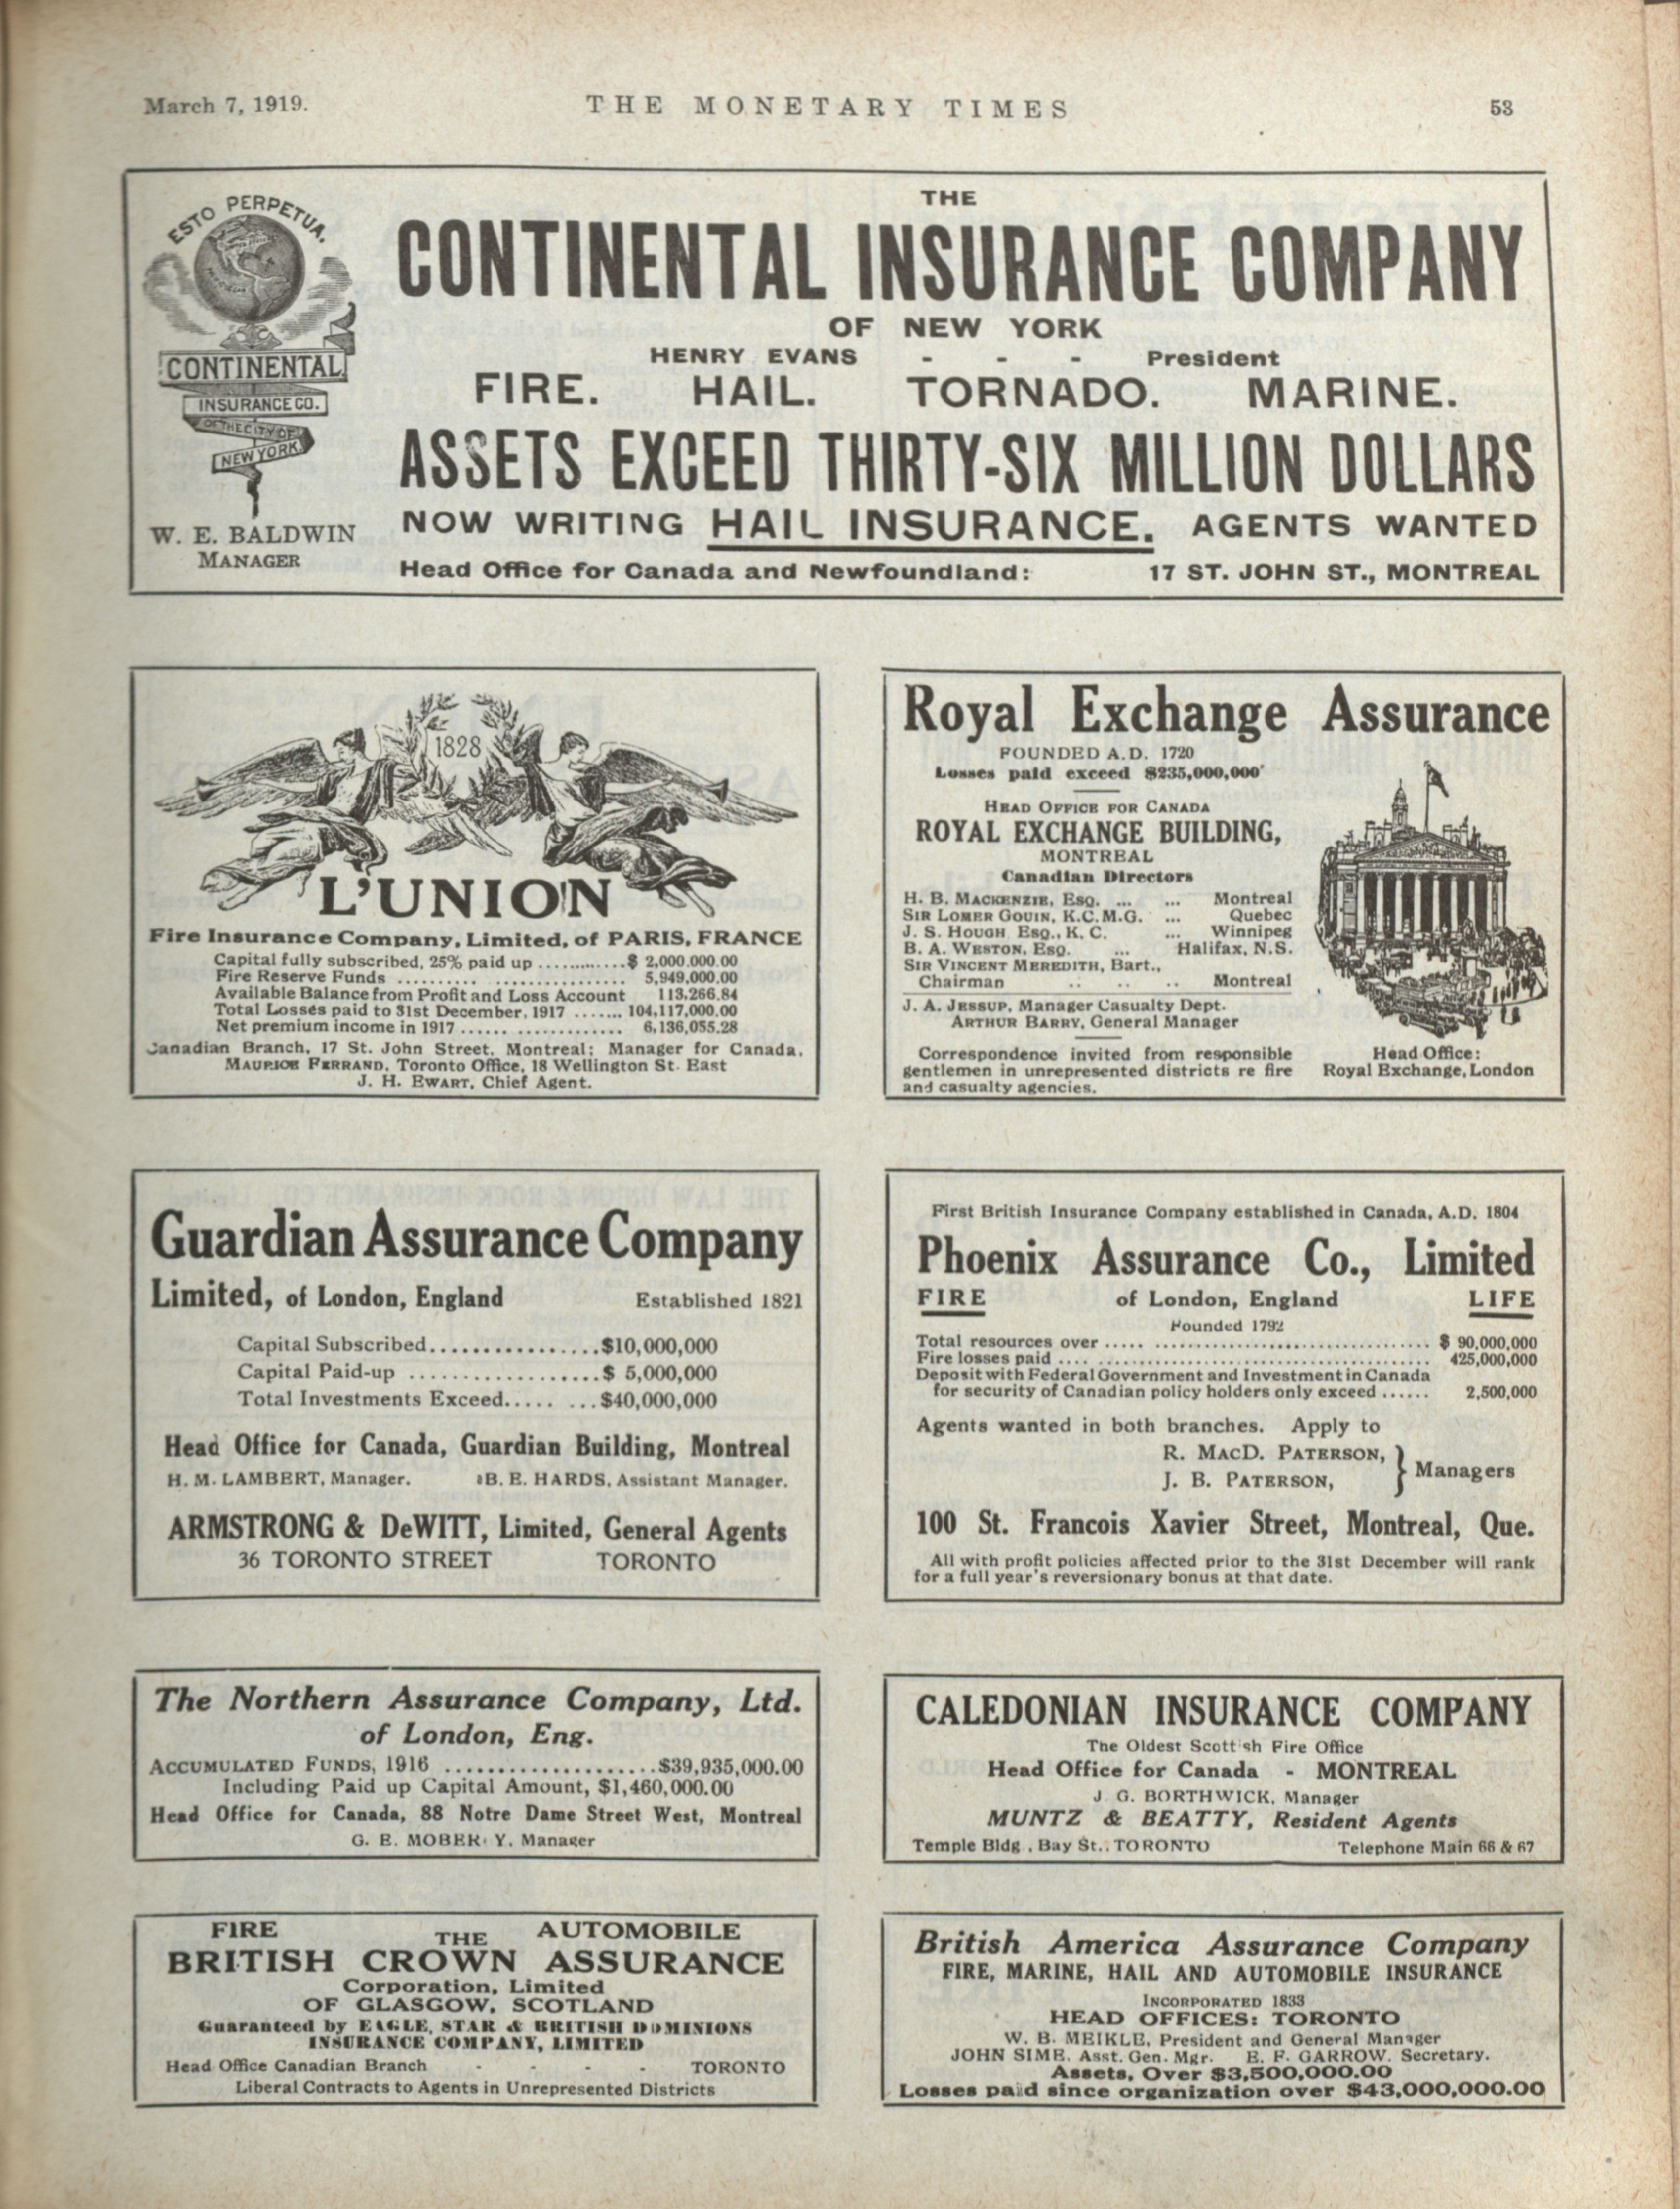 March 7, 1919.
THE MONETARY TIMES
53
ESTO PERPETUA.
CONTINENTAL
INSURANCE CO.
OF THE CITY OF
NEW YORK
W. E. BALDWIN
MANAGER
THE
CONTINENTAL INSURANCE COMPANY
OF NEW YORK
HENRY EVANS - - - President
FIRE. HAIL. TORNADO. MARINE.
ASSETS EXCEED THIRTY-SIX MILLION DOLLARS
NOW WRITING HAIL INSURANCE. AGENTS WANTED
Head Office for Canada and Newfoundland: 17 ST. JOHN ST., MONTREAL
1828
L'UNION
Fire Insurance Company, Limited, of PARIS, FRANCE
Capital fully subscribed, 25% paid up ............. $ 2,000.000.00
Fire Reserve Funds .......... ................ 5,949,000.00
Available Balance from Profit and Loss Account 113,266.84
Total Losses paid to 31st December, 1917 ....... 104,117,000.00
Net premium income in 1917 ...... ............. 6,136,055.28
Canadian Branch, 17 St. John Street, Montreal; Manager for Canada,
MAURICE FERRAND, Toronto Office, 18 Wellington St. East
J. H. EWART, Chief Agent.
Royal Exchange Assurance
FOUNDED A.D. 1720
Losses paid exceed $235,000,000
HEAD OFFICE FOR CANADA
ROYAL EXCHANGE BUILDING,
MONTREAL
Canadian Directors
H. B. MACKENZIE, ESQ. ... ... Montreal
SIR LOMER GOUIN, K.C.M.G. ... Quebec
J. S. HOUGH ESQ., K. C. ... Winnipeg
B. A. WESTON, ESQ. ... Halifax, N.S.
SIR VINCENT MEREDITH, Bart.,
Chairman .. .. .. Montreal
J. A. JESSUP, Manager Casualty Dept.
ARTHUR BARRY, General Manager
Correspondence invited from responsible
gentlemen in unrepresented districts re fire
and casualty agencies.
Head Office:
Royal Exchange, London
Guardian Assurance Company
Limited, of London, England Established 1821
Capital Subscribed................$10,000,000
Capital Paid-up ..................$ 5,000,000
Total Investments Exceed..... ...$40,000,000
Head Office for Canada, Guardian Building, Montreal
H. M. LAMBERT, Manager. B. E. HARDS, Assistant Manager.
ARMSTRONG & DeWITT, Limited, General Agents
36 TORONTO STREET TORONTO
First British Insurance Company established in Canada, A.D. 1804
Phoenix Assurance Co., Limited
FIRE of London, England LIFE
Founded 1792
Total resources over ..... ................................ $ 90,000,000
Fire losses paid .... ....................................... 425,000,000
Deposit with Federal Government and Investment in Canada
for security of Canadian policy holders only exceed ...... 2,500,000
Agents wanted in both branches. Apply to
R. MACD. PATERSON,
J. B. PATERSON, } Managers
100 St. Francois Xavier Street, Montreal, Que.
All with profit policies affected prior to the 31st December will rank
for a full year's reversionary bonus at that date.
The Northern Assurance Company, Ltd.
of London, Eng.
ACCUMULATED FUNDS, 1916 ....................$39,935,000.00
Including Paid up Capital Amount, $1,460,000.00
Head Office for Canada, 88 Notre Dame Street West, Montreal
G. E. Manager
CALEDONIAN INSURANCE COMPANY
The Oldest Scottish Fire Office
Head Office for Canada - MONTREAL
J. G. BORTHWICK, Manager
MUNTZ & BEATTY, Resident Agents
Temple Bldg., Bay St., TORONTO Telephone Main 66 & 67
FIRE THE AUTOMOBILE
BRITISH CROWN ASSURANCE
Corporation, Limited
OF GLASGOW, SCOTLAND
Guaranteed by EAGLE, STAR & BRITISH DOMINIONS
INSURANCE COMPANY, LIMITED
Head Office Canadian Branch - - - - TORONTO
Liberal Contracts to Agents in Unrepresented Districts
British America Assurance Company
FIRE, MARINE, HAIL AND AUTOMOBILE INSURANCE
INCORPORATED 1833
HEAD OFFICES: TORONTO
W. B. MEIKLE, President and General Manager
JOHN SIME, Asst. Gen. Mgr. E. F. GARROW, Secretary.
Assets, Over $3,500,000.00
Losses paid since organization over $43,000,000.00